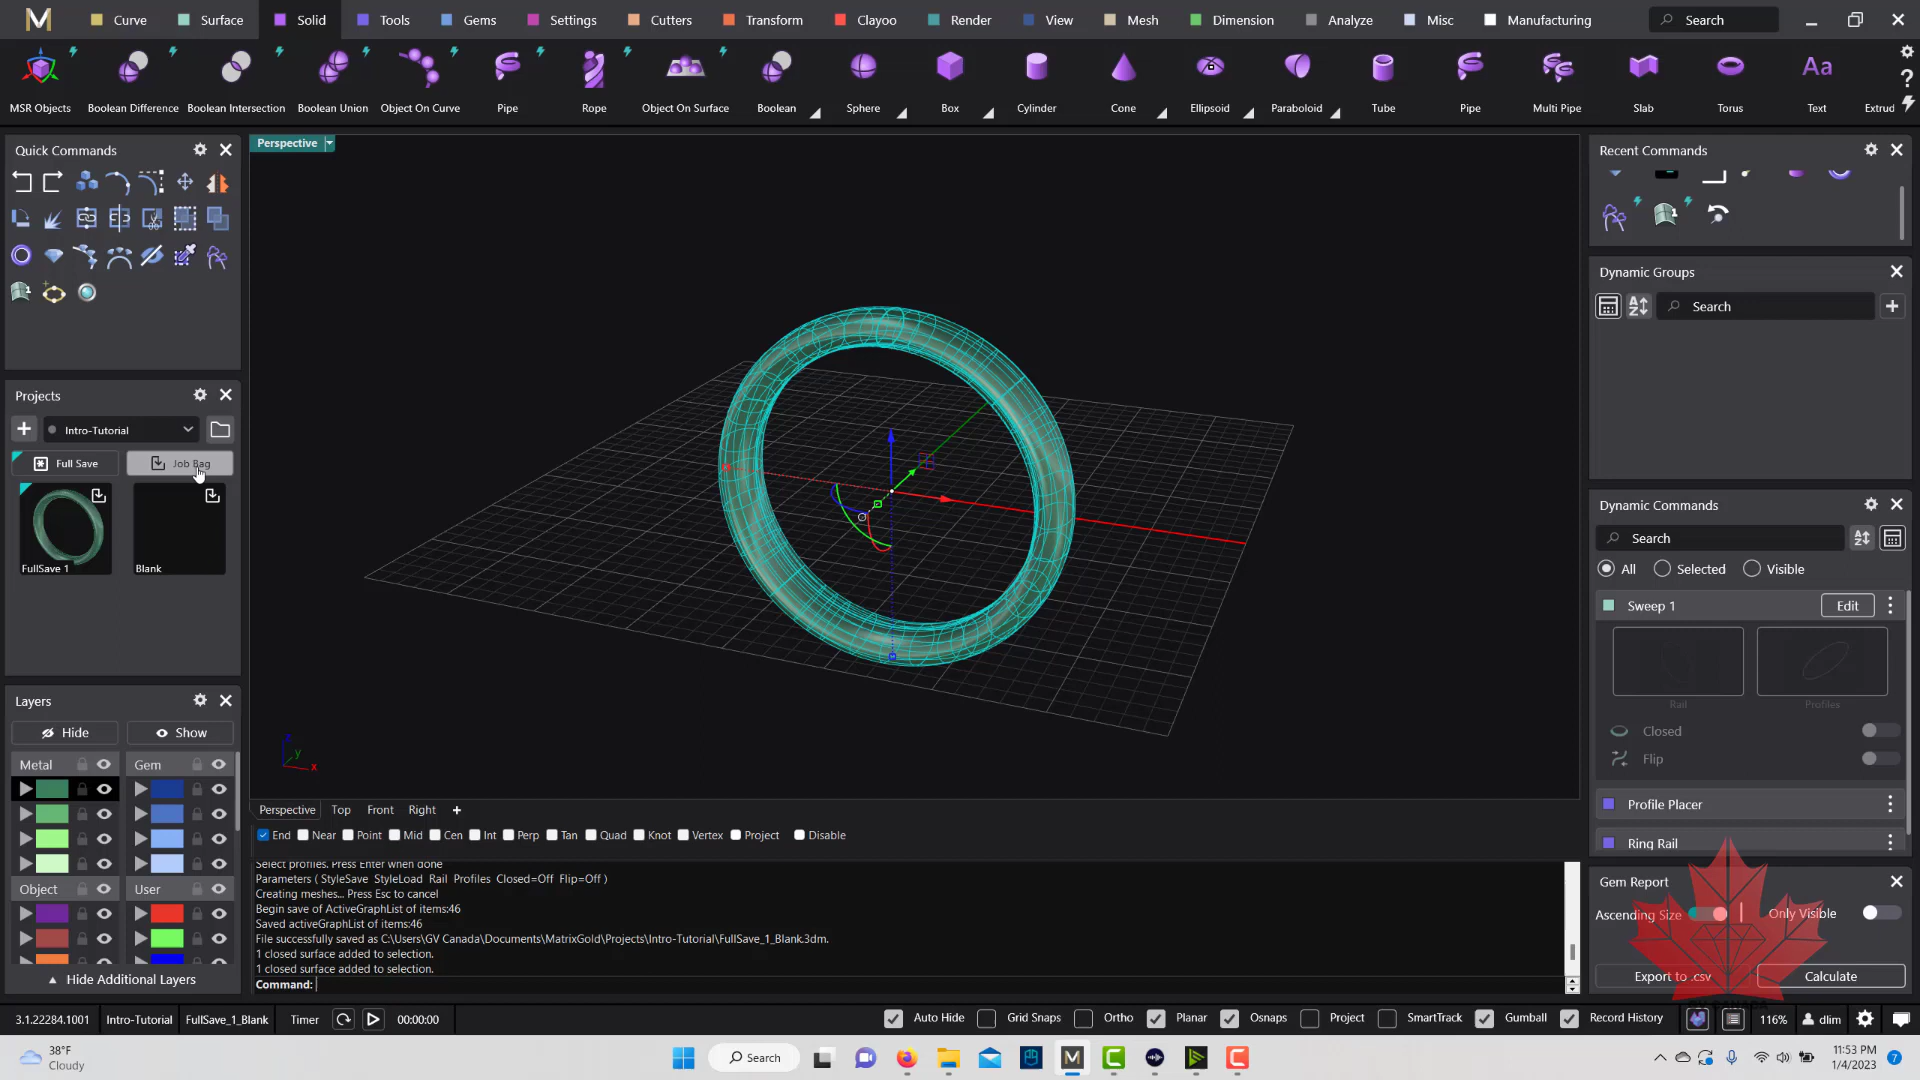 Curve Surface Solid Tools Gems Settings Cutters Transform Clayoo Render View Mesh Dimension Analyze Misc Manufacturing Search
MSR Objects Boolean Difference Boolean Intersection Boolean Union Object On Curve Pipe Rope Object On Surface Boolean Sphere Box Cylinder Cone Ellipsoid Paraboloid Tube Pipe Multi Pipe Slab Torus Text Extrud
Quick Commands
Projects
Intro-Tutorial
Full Save Job Bag
FullSave 1 Blank
Layers
Hide Show
Metal Gem
Object User
Hide Additional Layers
Perspective
z
y
x
Perspective Top Front Right +
End Near Point Mid Cen Int Perp Tan Quad Knot Vertex Project Disable
Select profiles. Press Enter when done
Parameters ( StyleSave StyleLoad Rail Profiles Closed=Off Flip=Off )
Creating meshes... Press Esc to cancel
Begin save of ActiveGraphList of items:46
Saved activeGraphList of items:46
File successfully saved as C:\Users\GV Canada\Documents\MatrixGold\Projects\Intro-Tutorial\FullSave_1_Blank.3dm.
1 closed surface added to selection.
1 closed surface added to selection.
Command:
Recent Commands
Dynamic Groups
Search
Dynamic Commands
Search
All Selected Visible
Sweep 1 Edit
Rail Profiles
Closed
Flip
Profile Placer
Ring Rail
Gem Report
Ascending Size Only Visible
Export to .csv Calculate
3.1.22284.1001 Intro-Tutorial FullSave_1_Blank Timer 00:00:00 Auto Hide Grid Snaps Ortho Planar Osnaps Project SmartTrack Gumball Record History 116% dlim
38°F
Cloudy
Search
11:53 PM
1/4/2023
7